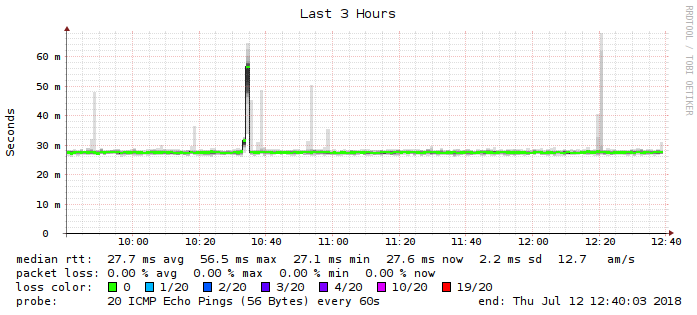 Last 3 Hours
RRDTOOL / TOBI OETIKER
Seconds
60 m
50 m
40 m
30 m
20 m
10 m
0
10:00 10:20 10:40 11:00 11:20 11:40 12:00 12:20 12:40
median rtt: 27.7 ms avg 56.5 ms max 27.1 ms min 27.6 ms now 2.2 ms sd 12.7 am/s
packet loss: 0.00 % avg 0.00 % max 0.00 % min 0.00 % now
loss color: 0 1/20 2/20 3/20 4/20 10/20 19/20
probe: 20 ICMP Echo Pings (56 Bytes) every 60s end: Thu Jul 12 12:40:03 2018